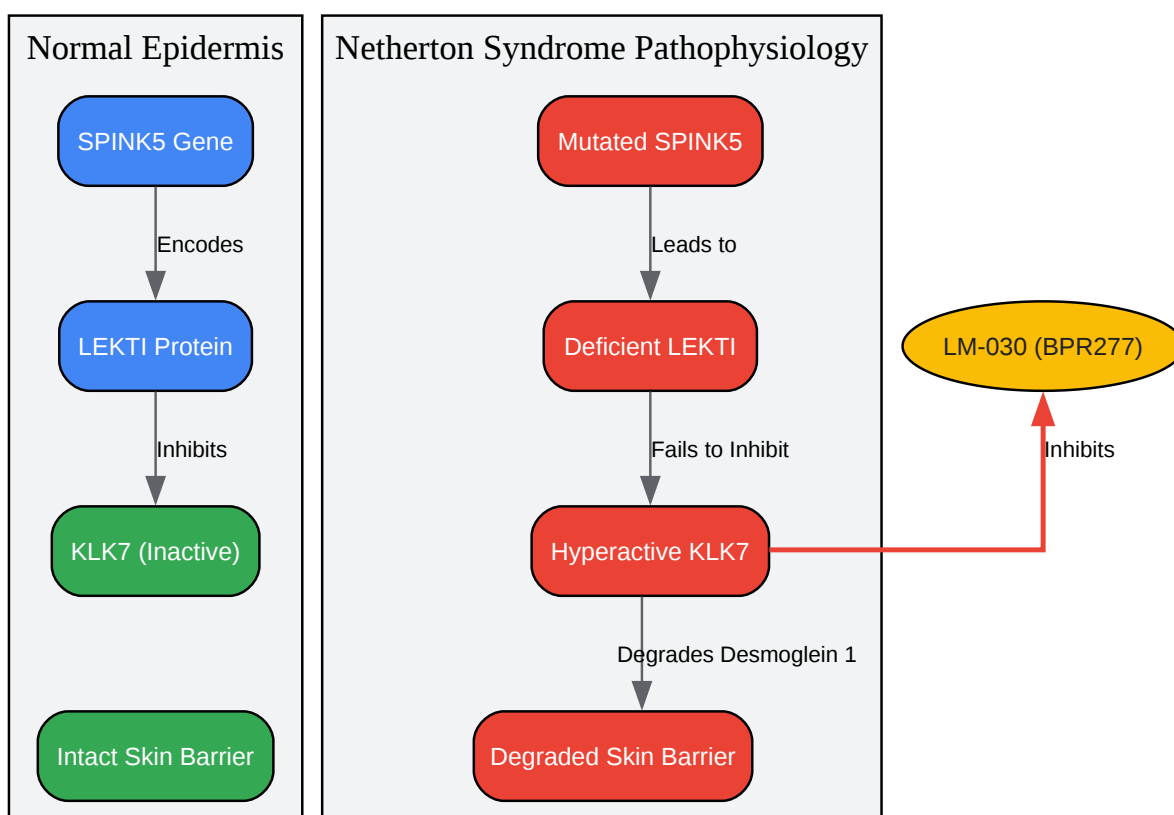 Normal Epidermis
SPINK5 Gene
Encodes
LEKTI Protein
Inhibits
KLK7 (Inactive)
Intact Skin Barrier
Netherton Syndrome Pathophysiology
Mutated SPINK5
Leads to
Deficient LEKTI
Fails to Inhibit
Hyperactive KLK7
Degrades Desmoglein 1
Degraded Skin Barrier
LM-030 (BPR277)
Inhibits